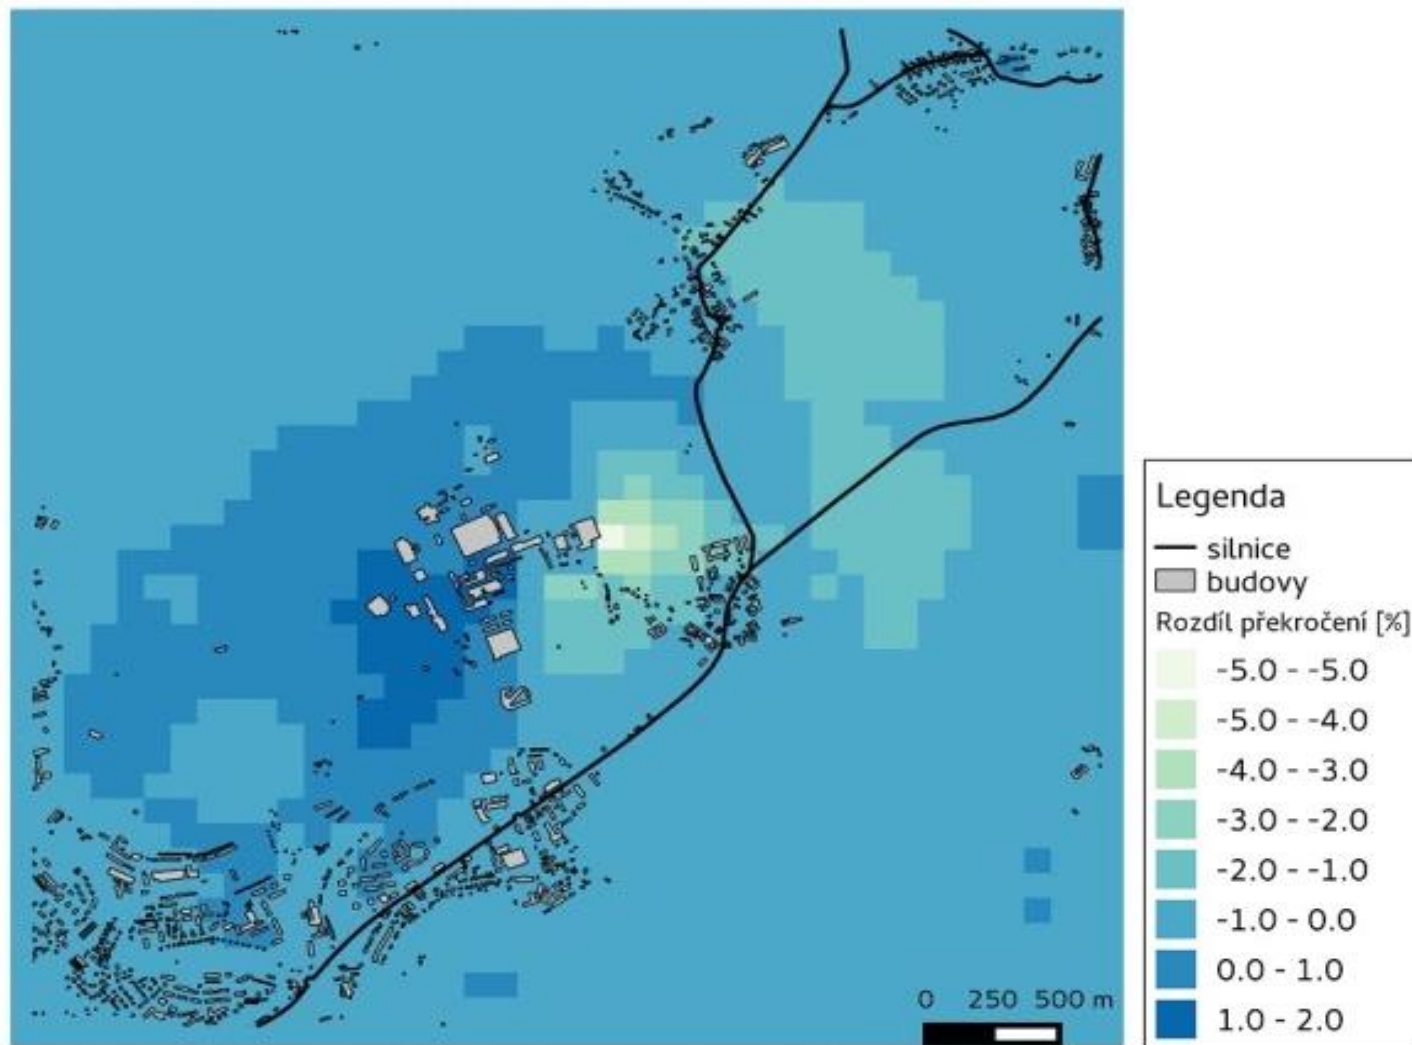 0 250 500 m
Legenda
silnice
budovy
Rozdíl překročení [%]
-5.0 - -5.0
-5.0 - -4.0
-4.0 - -3.0
-3.0 - -2.0
-2.0 - -1.0
-1.0 - 0.0
0.0 - 1.0
1.0 - 2.0